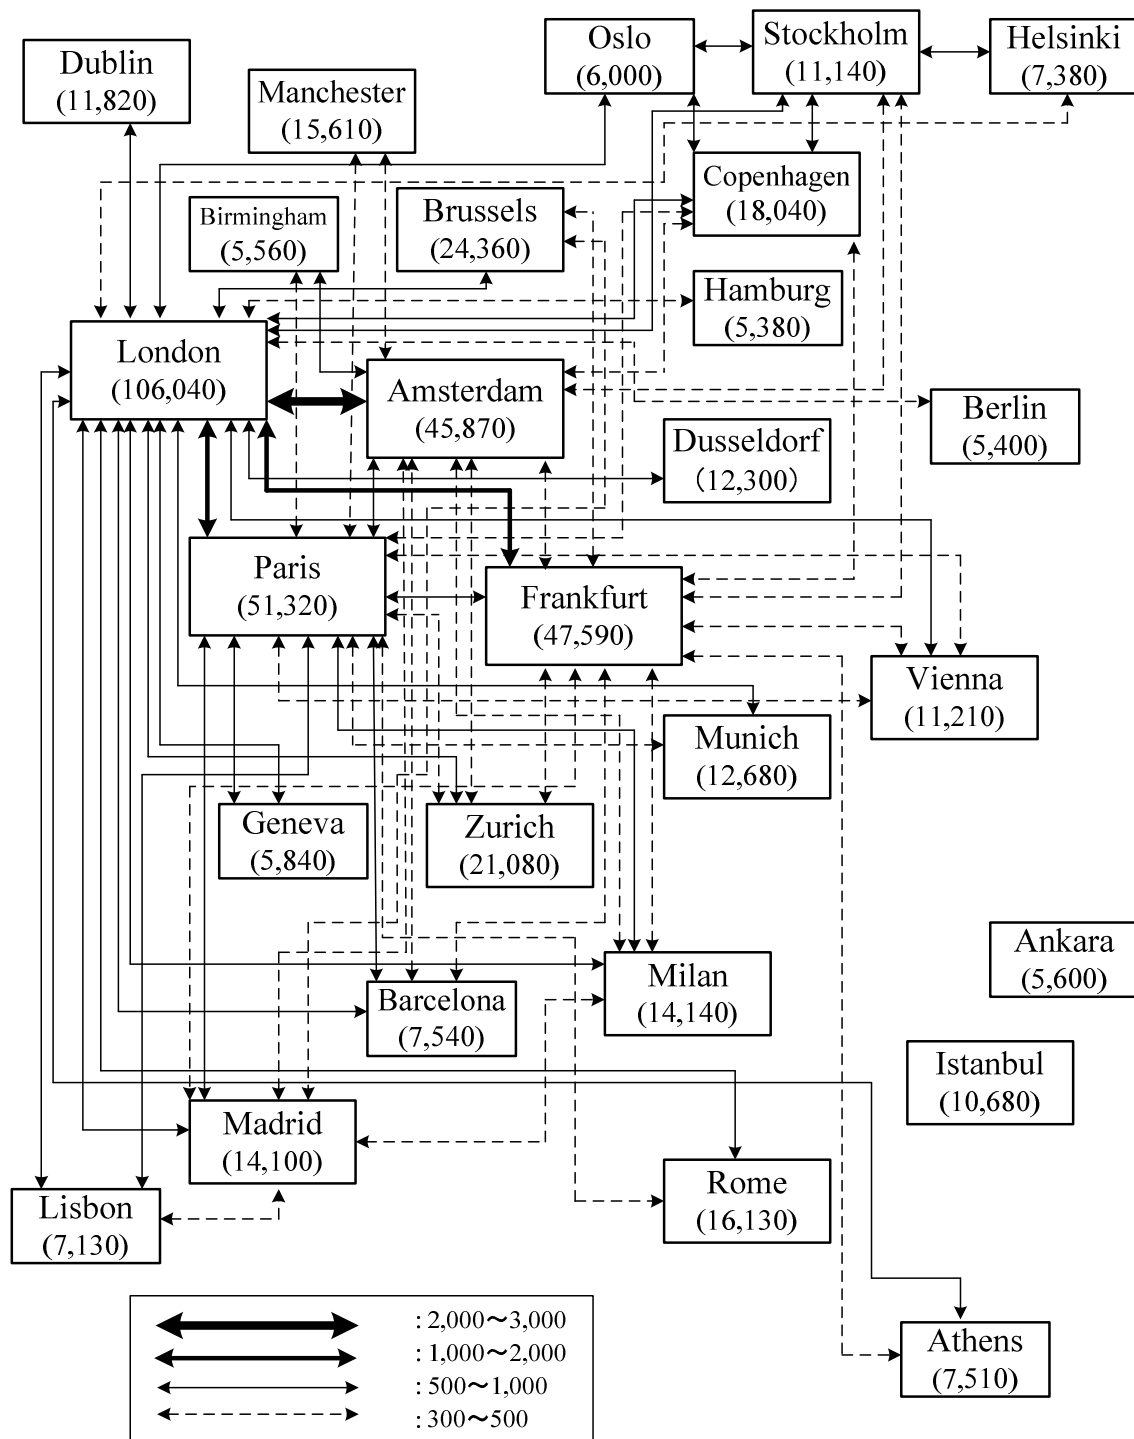 Oslo
(6,000)
Stockholm
(11,140)
Helsinki
(7,380)
Dublin
(11,820)
Manchester
(15,610)
Copenhagen
(18,040)
Birmingham
(5,560)
Brussels
(24,360)
Hamburg
(5,380)
London
(106,040)
Amsterdam
(45,870)
Berlin
(5,400)
Dusseldorf
(12,300)
Paris
(51,320)
Frankfurt
(47,590)
Vienna
(11,210)
Munich
(12,680)
Geneva
(5,840)
Zurich
(21,080)
Ankara
(5,600)
Milan
(14,140)
Barcelona
(7,540)
Istanbul
(10,680)
Madrid
(14,100)
Rome
(16,130)
Lisbon
(7,130)
Athens
(7,510)
: 2,000～3,000
: 1,000～2,000
: 500～1,000
: 300～500